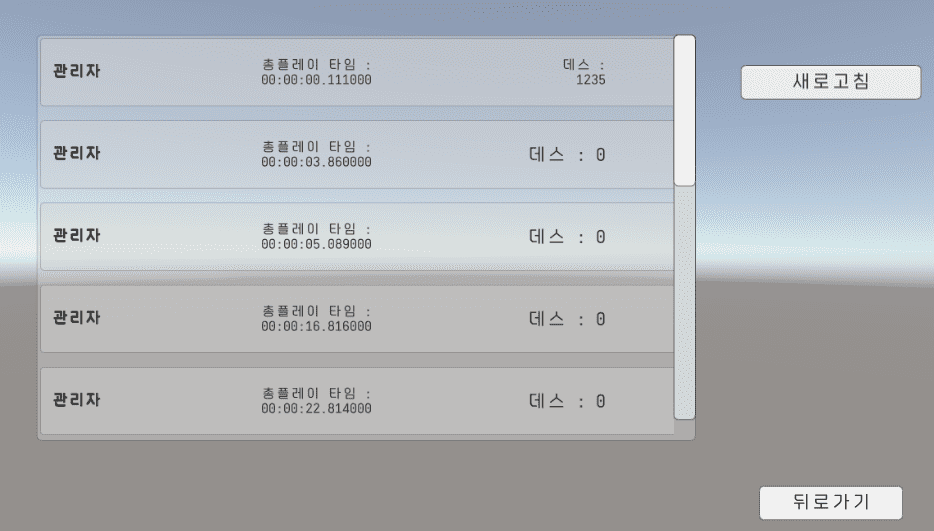 관리자
총플레이 타임 :
00:00:00.111000
데스 :
1235
새로고침
관리자
총플레이 타임 :
00:00:03.860000
데스 : 0
관리자
총플레이 타임 :
00:00:05.089000
데스 : 0
관리자
총플레이 타임 :
00:00:16.816000
데스 : 0
관리자
총플레이 타임 :
00:00:22.814000
데스 : 0
뒤로가기